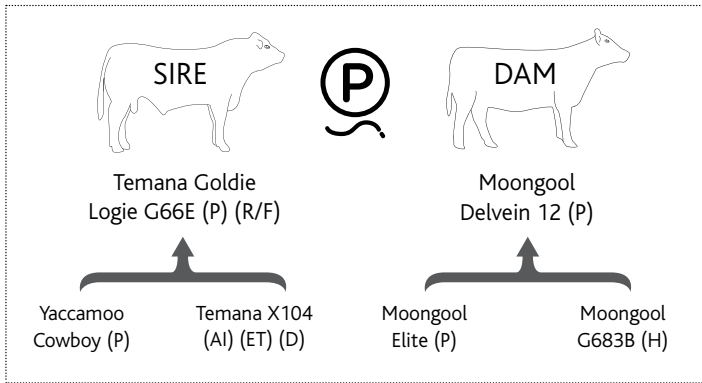 SIRE
P
DAM
Temana Goldie
Logie G66E (P) (R/F)
Moongool
Delvein 12 (P)
Yaccamoo
Cowboy (P)
Temana X104
(AI) (ET) (D)
Moongool
Elite (P)
Moongool
G683B (H)